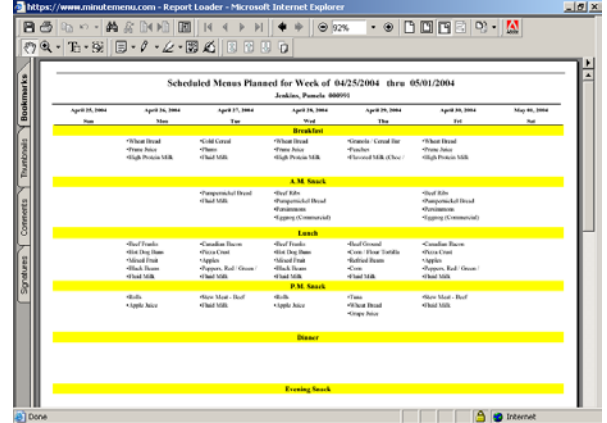 https://www.minutemenu.com - Report Loader - Microsoft Internet Explorer
92%
Bookmarks
Thumbnails
Comments
Signatures
Scheduled Menus Planned for Week of 04/25/2004 thru 05/01/2004
Jenkins, Pamela 000991
April 25, 2004 April 26, 2004 April 27, 2004 April 28, 2004 April 29, 2004 April 30, 2004 May 01, 2004
Sun Mon Tue Wed Thu Fri Sat
Breakfast
•Wheat Bread •Cold Cereal •Wheat Bread •Granola / Cereal Bar •Wheat Bread
•Prune Juice •Plums •Prune Juice •Peaches •Prune Juice
•High Protein Milk •Fluid Milk •High Protein Milk •Flavored Milk (Choc / •High Protein Milk
A.M. Snack
•Pumpernickel Bread •Beef Ribs •Beef Ribs
•Fluid Milk •Pumpernickel Bread •Pumpernickel Bread
•Persimmons •Persimmons
•Eggnog (Commercial) •Eggnog (Commercial)
Lunch
•Beef Franks •Canadian Bacon •Beef Franks •Beef Ground •Canadian Bacon
•Hot Dog Buns •Pizza Crust •Hot Dog Buns •Corn / Flour Tortilla •Pizza Crust
•Mixed Fruit •Apples •Mixed Fruit •Refried Beans •Apples
•Black Beans •Peppers, Red / Green / •Black Beans •Corn •Peppers, Red / Green /
•Fluid Milk •Fluid Milk •Fluid Milk •Fluid Milk •Fluid Milk
P.M. Snack
•Rolls •Stew Meat - Beef •Rolls •Tuna •Stew Meat - Beef
•Apple Juice •Fluid Milk •Apple Juice •Wheat Bread •Fluid Milk
•Grape Juice
Dinner
Evening Snack
Done Internet